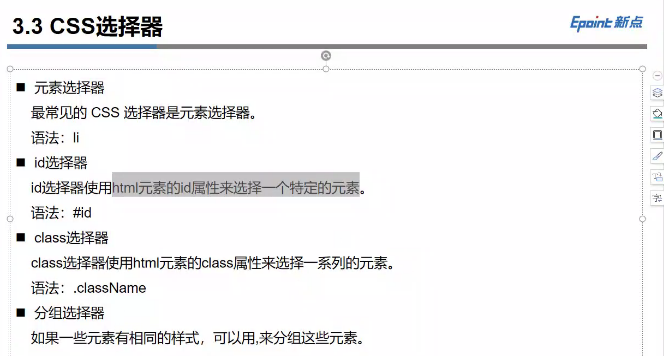 3.3 CSS选择器
Epoint 新点
■ 元素选择器
最常见的 CSS 选择器是元素选择器。
语法：li
■ id选择器
id选择器使用html元素的id属性来选择一个特定的元素。
语法：#id
■ class选择器
class选择器使用html元素的class属性来选择一系列的元素。
语法：.className
■ 分组选择器
如果一些元素有相同的样式，可以用,来分组这些元素。